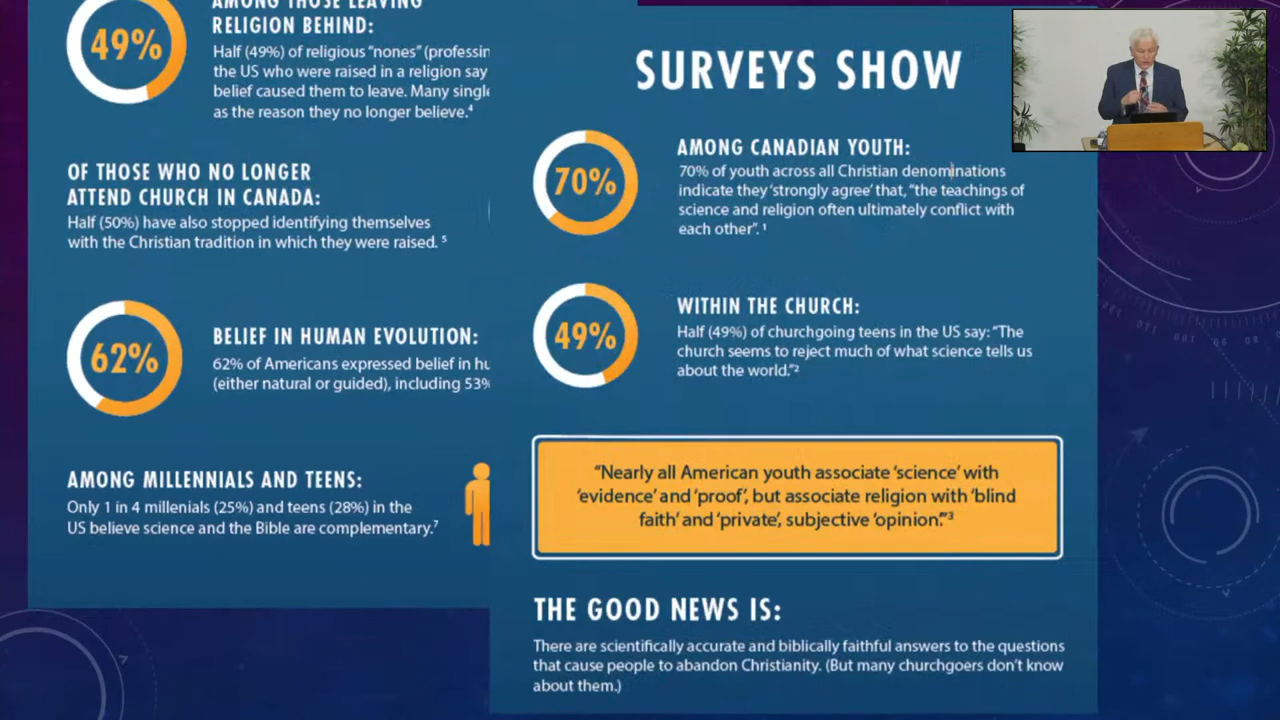 AMONG THOSE LEAVING
RELIGION BEHIND:
49%
Half (49%) of religious “nones” (professin
the US who were raised in a religion say
belief caused them to leave. Many single
as the reason they no longer believe.⁴
OF THOSE WHO NO LONGER
ATTEND CHURCH IN CANADA:
Half (50%) have also stopped identifying themselves
with the Christian tradition in which they were raised. ⁵
62%
BELIEF IN HUMAN EVOLUTION:
62% of Americans expressed belief in hu
(either natural or guided), including 53%
AMONG MILLENNIALS AND TEENS:
Only 1 in 4 millenials (25%) and teens (28%) in the
US believe science and the Bible are complementary.⁷
SURVEYS SHOW
70%
AMONG CANADIAN YOUTH:
70% of youth across all Christian denominations
indicate they ‘strongly agree’ that, “the teachings of
science and religion often ultimately conflict with
each other”. ¹
49%
WITHIN THE CHURCH:
Half (49%) of churchgoing teens in the US say: “The
church seems to reject much of what science tells us
about the world.”²
“Nearly all American youth associate ‘science’ with
‘evidence’ and ‘proof’, but associate religion with ‘blind
faith’ and ‘private’, subjective ‘opinion’.”³
THE GOOD NEWS IS:
There are scientifically accurate and biblically faithful answers to the questions
that cause people to abandon Christianity. (But many churchgoers don’t know
about them.)